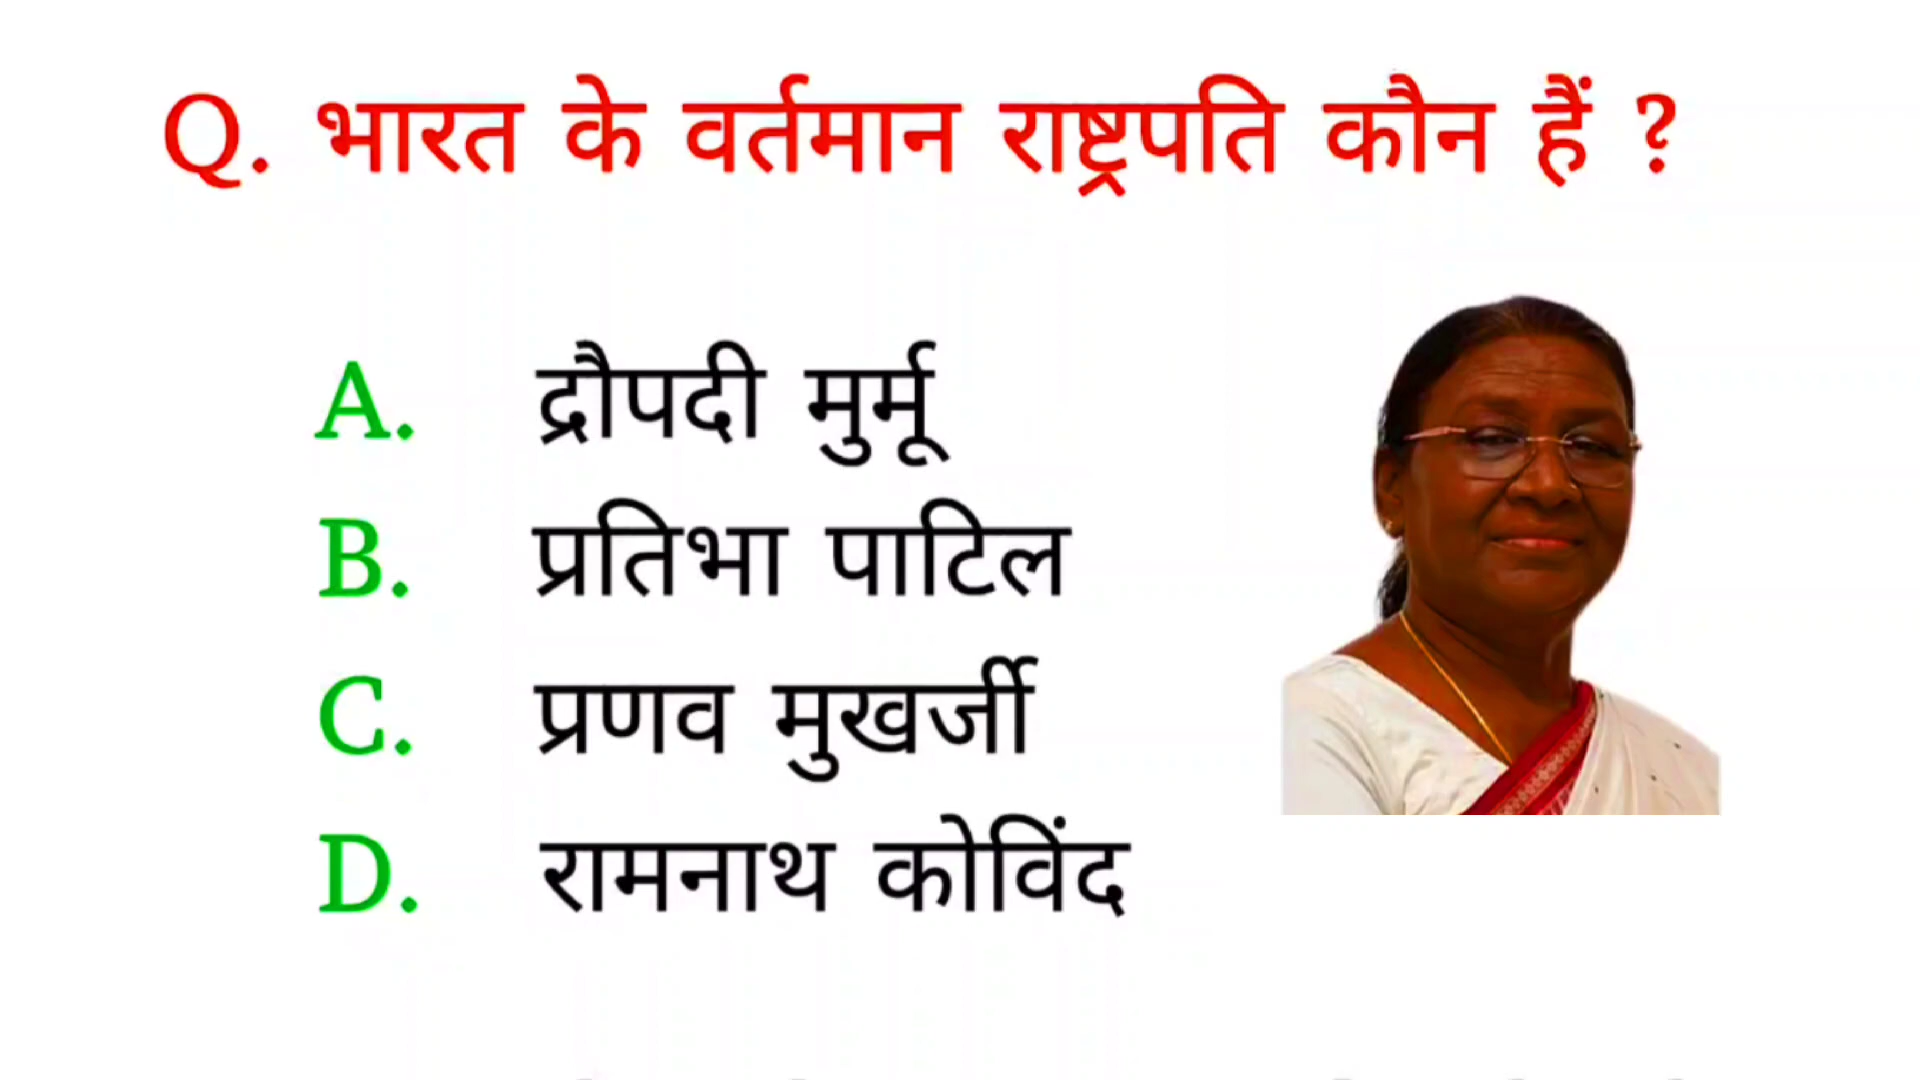 Q. भारत के वर्तमान राष्ट्रपति कौन हैं ?
A. द्रौपदी मुर्मू
B. प्रतिभा पाटिल
C. प्रणव मुखर्जी
D. रामनाथ कोविंद